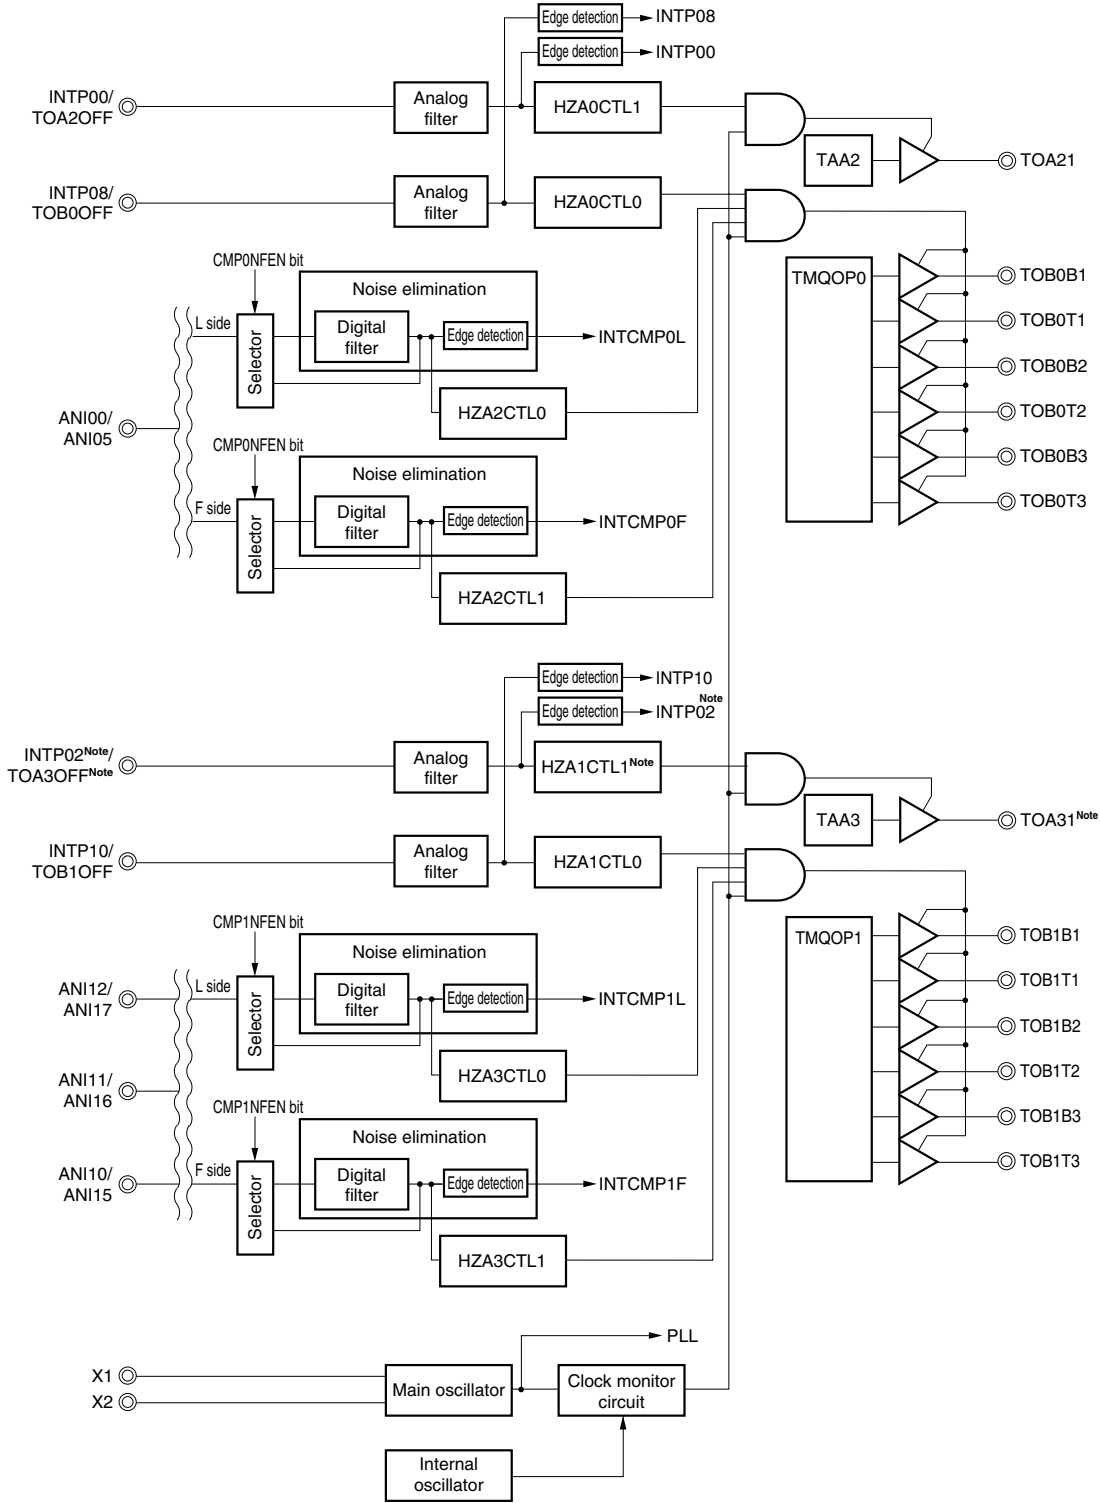 Edge detection
INTP08
Edge detection
INTP00
INTP00/
TOA2OFF
Analog
filter
HZA0CTL1
TAA2
TOA21
INTP08/
TOB0OFF
Analog
filter
HZA0CTL0
CMP0NFEN bit
L side
Selector
Noise elimination
Digital
filter
Edge detection
INTCMP0L
HZA2CTL0
ANI00/
ANI05
CMP0NFEN bit
F side
Selector
Noise elimination
Digital
filter
Edge detection
INTCMP0F
HZA2CTL1
TMQOP0
TOB0B1
TOB0T1
TOB0B2
TOB0T2
TOB0B3
TOB0T3
Edge detection
INTP10
Edge detection
INTP02Note
INTP02Note/
TOA3OFFNote
Analog
filter
HZA1CTL1Note
TAA3
TOA31Note
INTP10/
TOB1OFF
Analog
filter
HZA1CTL0
CMP1NFEN bit
ANI12/
ANI17
L side
Selector
Noise elimination
Digital
filter
Edge detection
INTCMP1L
HZA3CTL0
ANI11/
ANI16
CMP1NFEN bit
ANI10/
ANI15
F side
Selector
Noise elimination
Digital
filter
Edge detection
INTCMP1F
HZA3CTL1
TMQOP1
TOB1B1
TOB1T1
TOB1B2
TOB1T2
TOB1B3
TOB1T3
PLL
X1
X2
Main oscillator
Clock monitor
circuit
Internal
oscillator